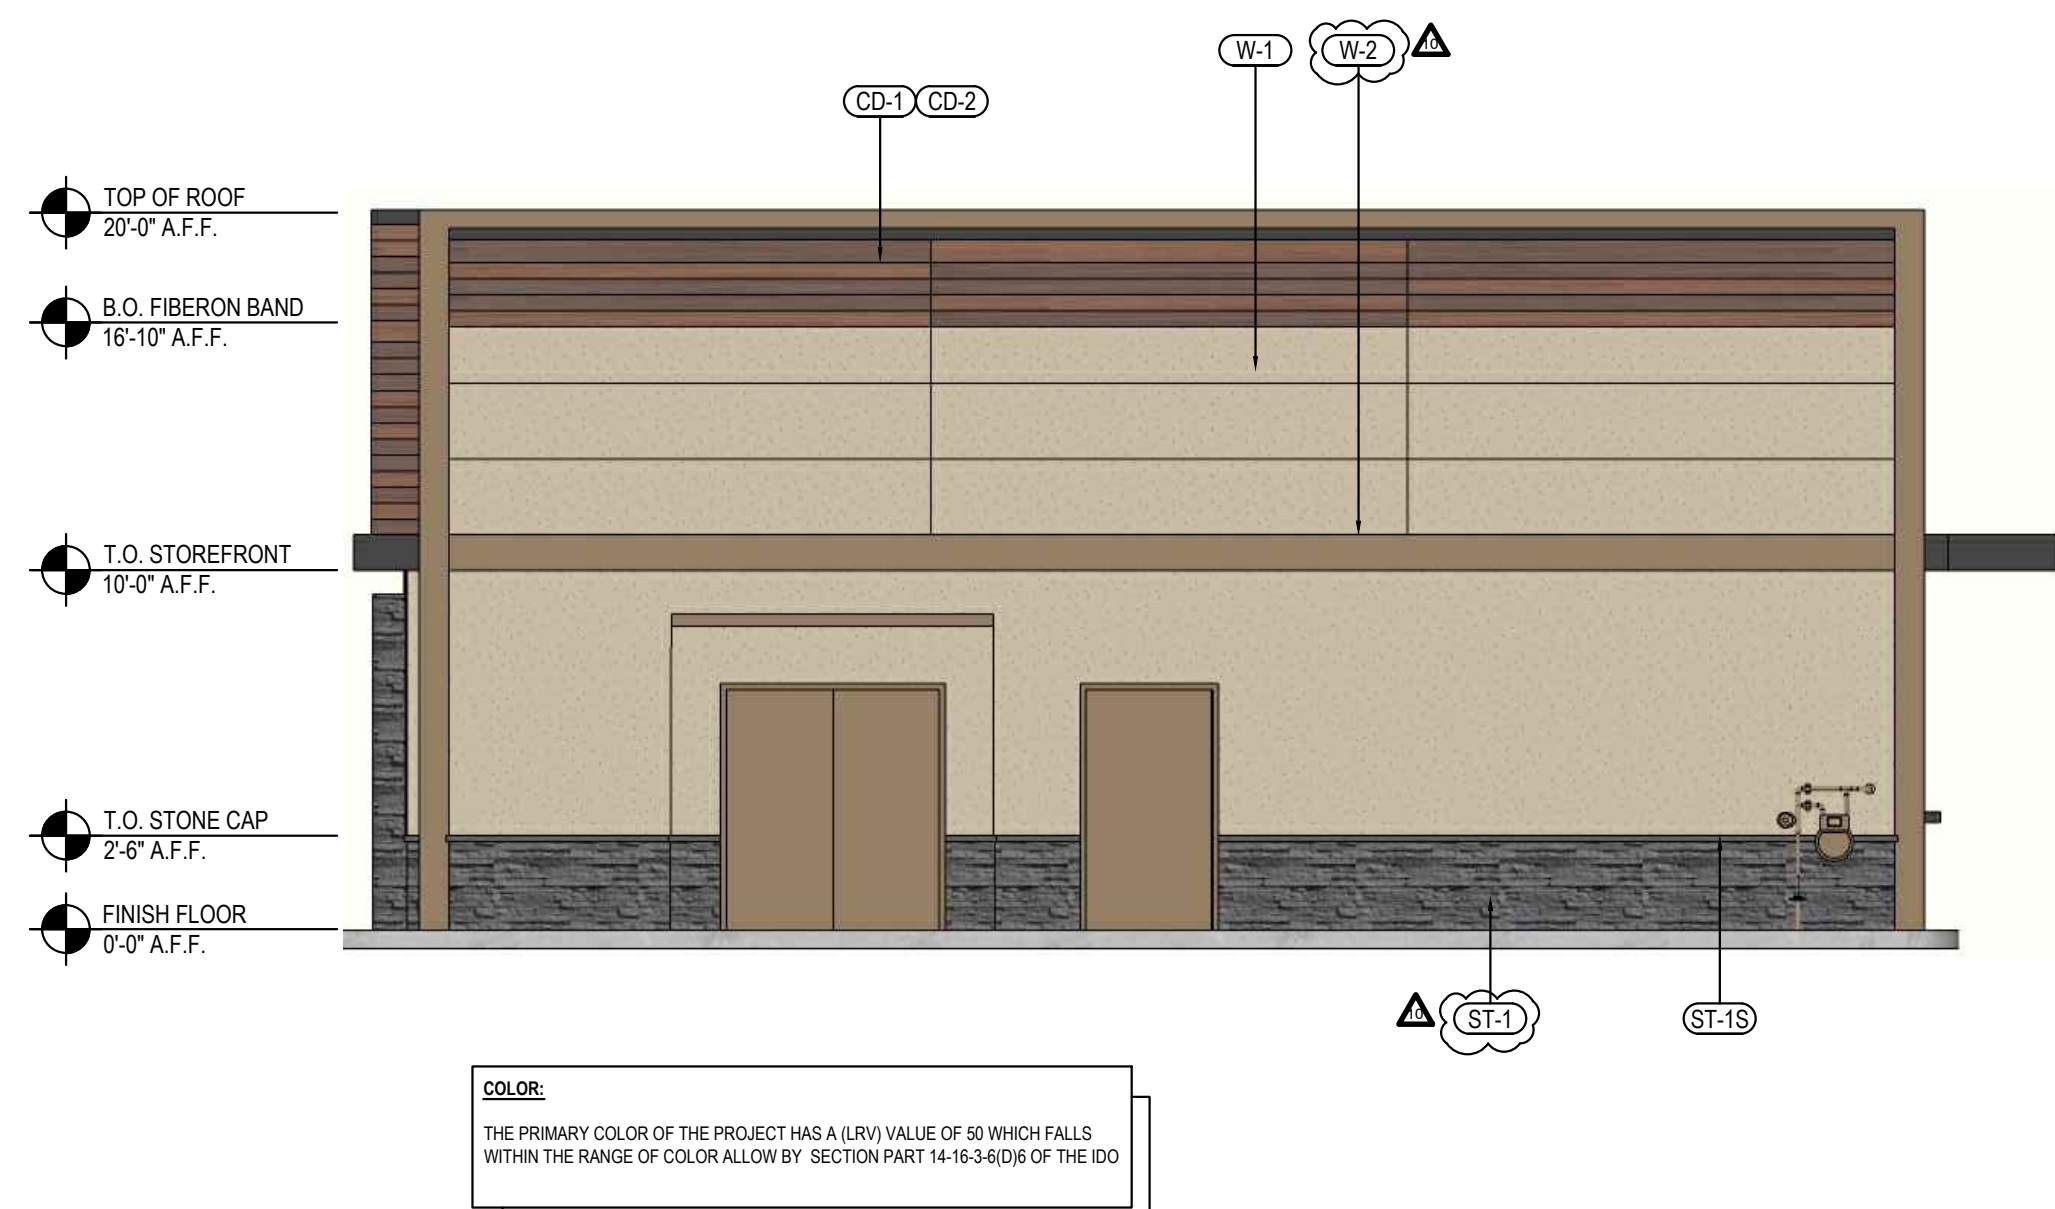 W-1
W-2
10
CD-1
CD-2
TOP OF ROOF
20'-0" A.F.F.
B.O. FIBERON BAND
16'-10" A.F.F.
T.O. STOREFRONT
10'-0" A.F.F.
T.O. STONE CAP
2'-6" A.F.F.
FINISH FLOOR
0'-0" A.F.F.
10
ST-1
ST-1S
COLOR:
THE PRIMARY COLOR OF THE PROJECT HAS A (LRV) VALUE OF 50 WHICH FALLS
WITHIN THE RANGE OF COLOR ALLOW BY SECTION PART 14-16-3-6(D)6 OF THE IDO